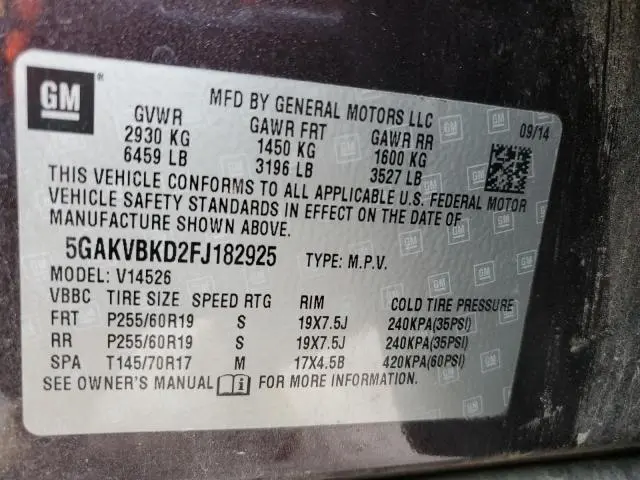 GM ®
MFD BY GENERAL MOTORS LLC
09/14
GVWR GAWR FRT GAWR RR
2930 KG 1450 KG 1600 KG
6459 LB 3196 LB 3527 LB
THIS VEHICLE CONFORMS TO ALL APPLICABLE U.S. FEDERAL MOTOR
VEHICLE SAFETY STANDARDS IN EFFECT ON THE DATE OF
MANUFACTURE SHOWN ABOVE.
5GAKVBKD2FJ182925 TYPE: M.P.V.
MODEL: V14526
VBBC TIRE SIZE SPEED RTG RIM COLD TIRE PRESSURE
FRT P255/60R19 S 19X7.5J 240KPA(35PSI)
RR P255/60R19 S 19X7.5J 240KPA(35PSI)
SPA T145/70R17 M 17X4.5B 420KPA(60PSI)
SEE OWNER'S MANUAL FOR MORE INFORMATION.